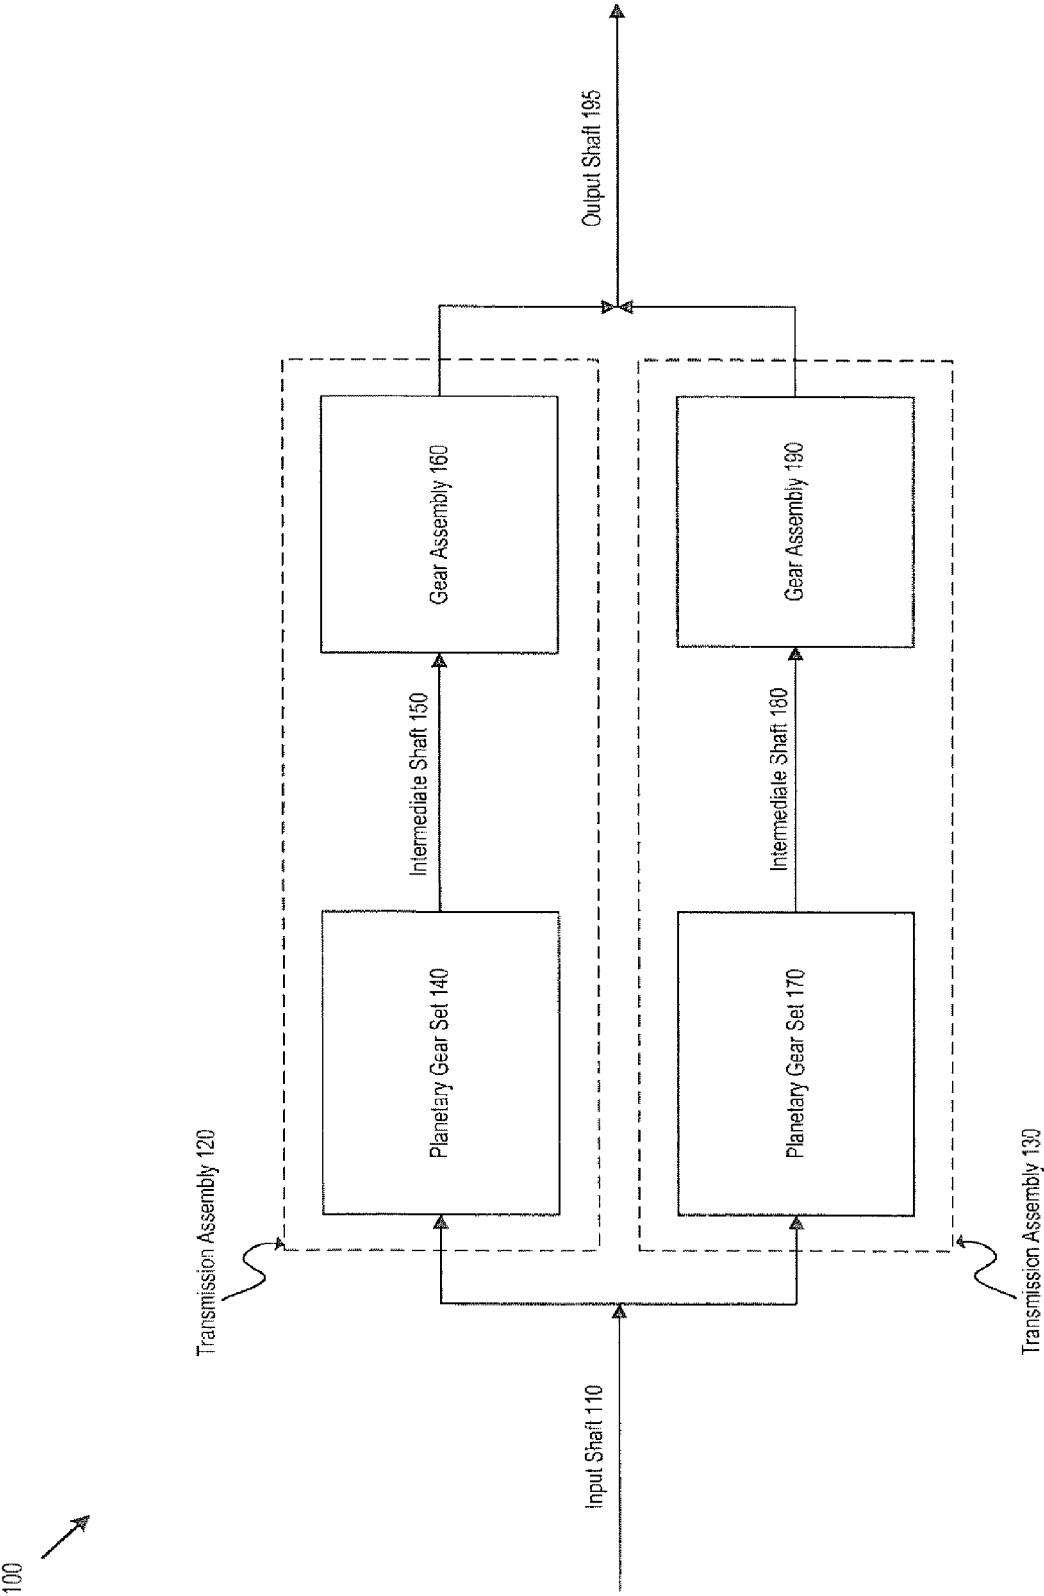 100
Transmission Assembly 120
Planetary Gear Set 140
Intermediate Shaft 150
Gear Assembly 160
Input Shaft 110
Output Shaft 195
Planetary Gear Set 170
Intermediate Shaft 180
Gear Assembly 190
Transmission Assembly 130